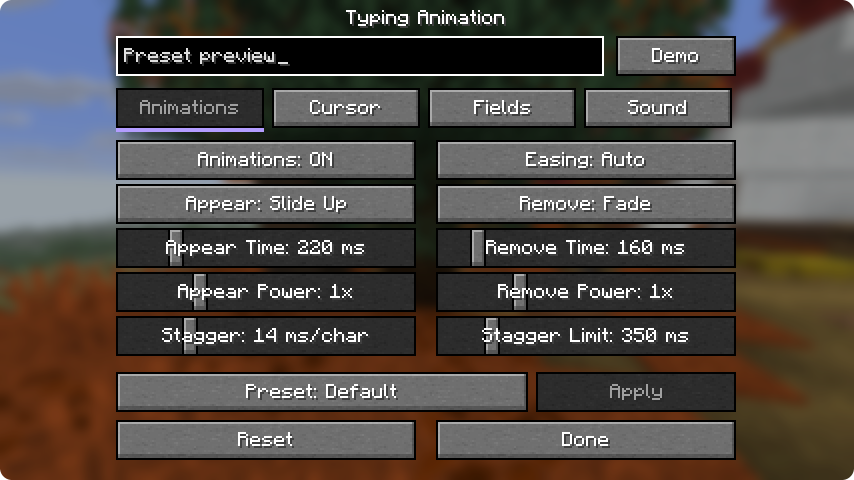 Typing Animation
Preset preview_
Demo
Animations
Cursor
Fields
Sound
Animations: ON
Easing: Auto
Appear: Slide Up
Remove: Fade
Appear Time: 220 ms
Remove Time: 160 ms
Appear Power: 1x
Remove Power: 1x
Stagger: 14 ms/char
Stagger Limit: 350 ms
Preset: Default
Apply
Reset
Done